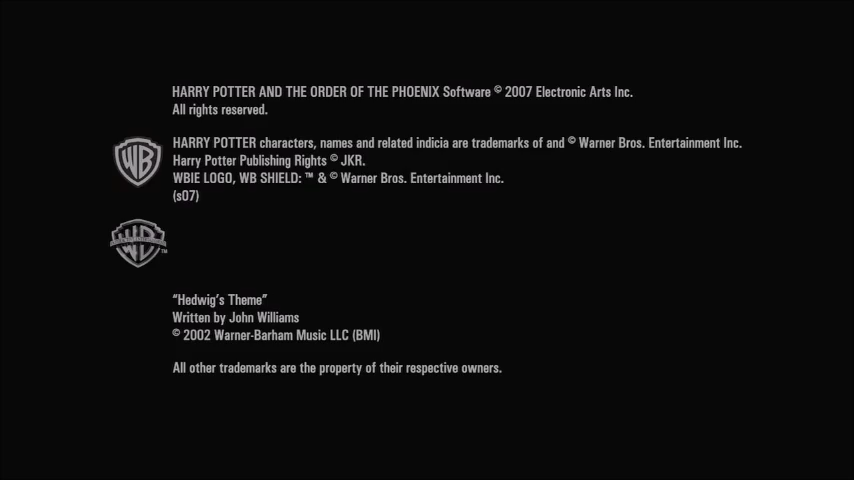 HARRY POTTER AND THE ORDER OF THE PHOENIX Software © 2007 Electronic Arts Inc.
All rights reserved.
HARRY POTTER characters, names and related indicia are trademarks of and © Warner Bros. Entertainment Inc.
Harry Potter Publishing Rights © JKR.
WBIE LOGO, WB SHIELD: ™ & © Warner Bros. Entertainment Inc.
(s07)
WB
WB
™
“Hedwig’s Theme”
Written by John Williams
© 2002 Warner-Barham Music LLC (BMI)
All other trademarks are the property of their respective owners.